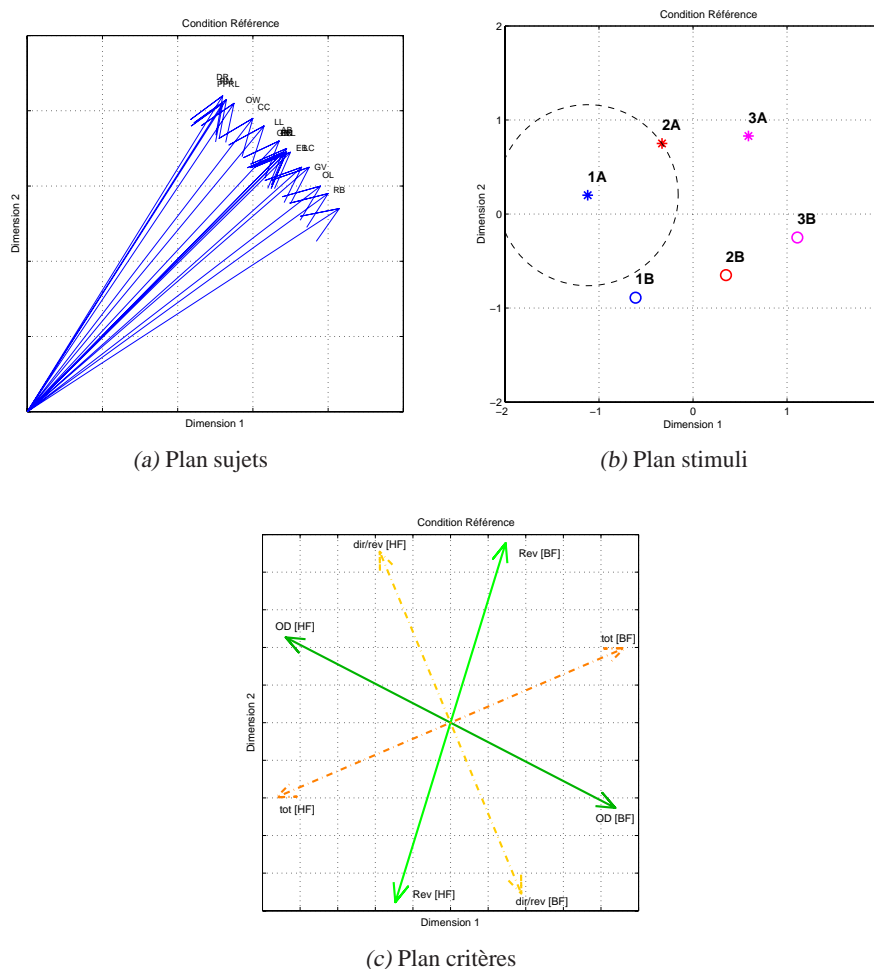 Condition Référence
OW
CC
LL
GV
OL
RB
Dimension 2
Dimension 1
(a) Plan sujets
Condition Référence
2
1
0
−1
−2
−2
−1
0
1
1A
2A
3A
1B
2B
3B
Dimension 2
Dimension 1
(b) Plan stimuli
Condition Référence
dir/rev [HF]
Rev [BF]
OD [HF]
tot [BF]
tot [HF]
OD [BF]
Rev [HF]
dir/rev [BF]
Dimension 2
Dimension 1
(c) Plan critères